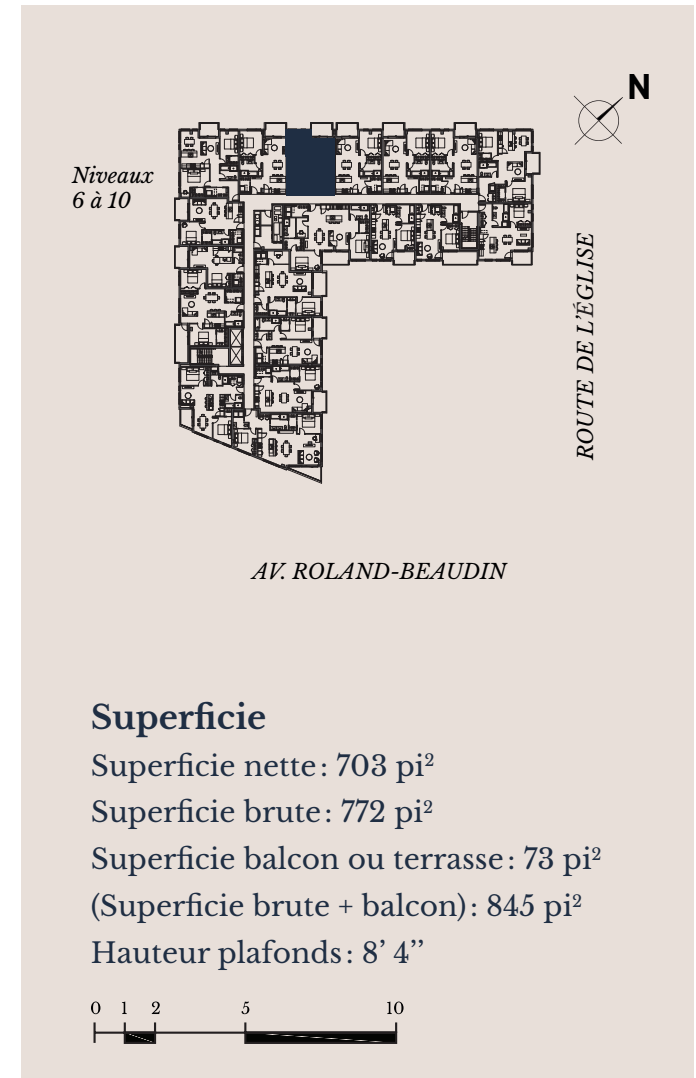 N
Niveaux
6 à 10
ROUTE DE L’ÉGLISE
AV. ROLAND-BEAUDIN
Superficie
Superficie nette : 703 pi²
Superficie brute : 772 pi²
Superficie balcon ou terrasse : 73 pi²
(Superficie brute + balcon) : 845 pi²
Hauteur plafonds : 8’ 4’’
0 1 2 5 10